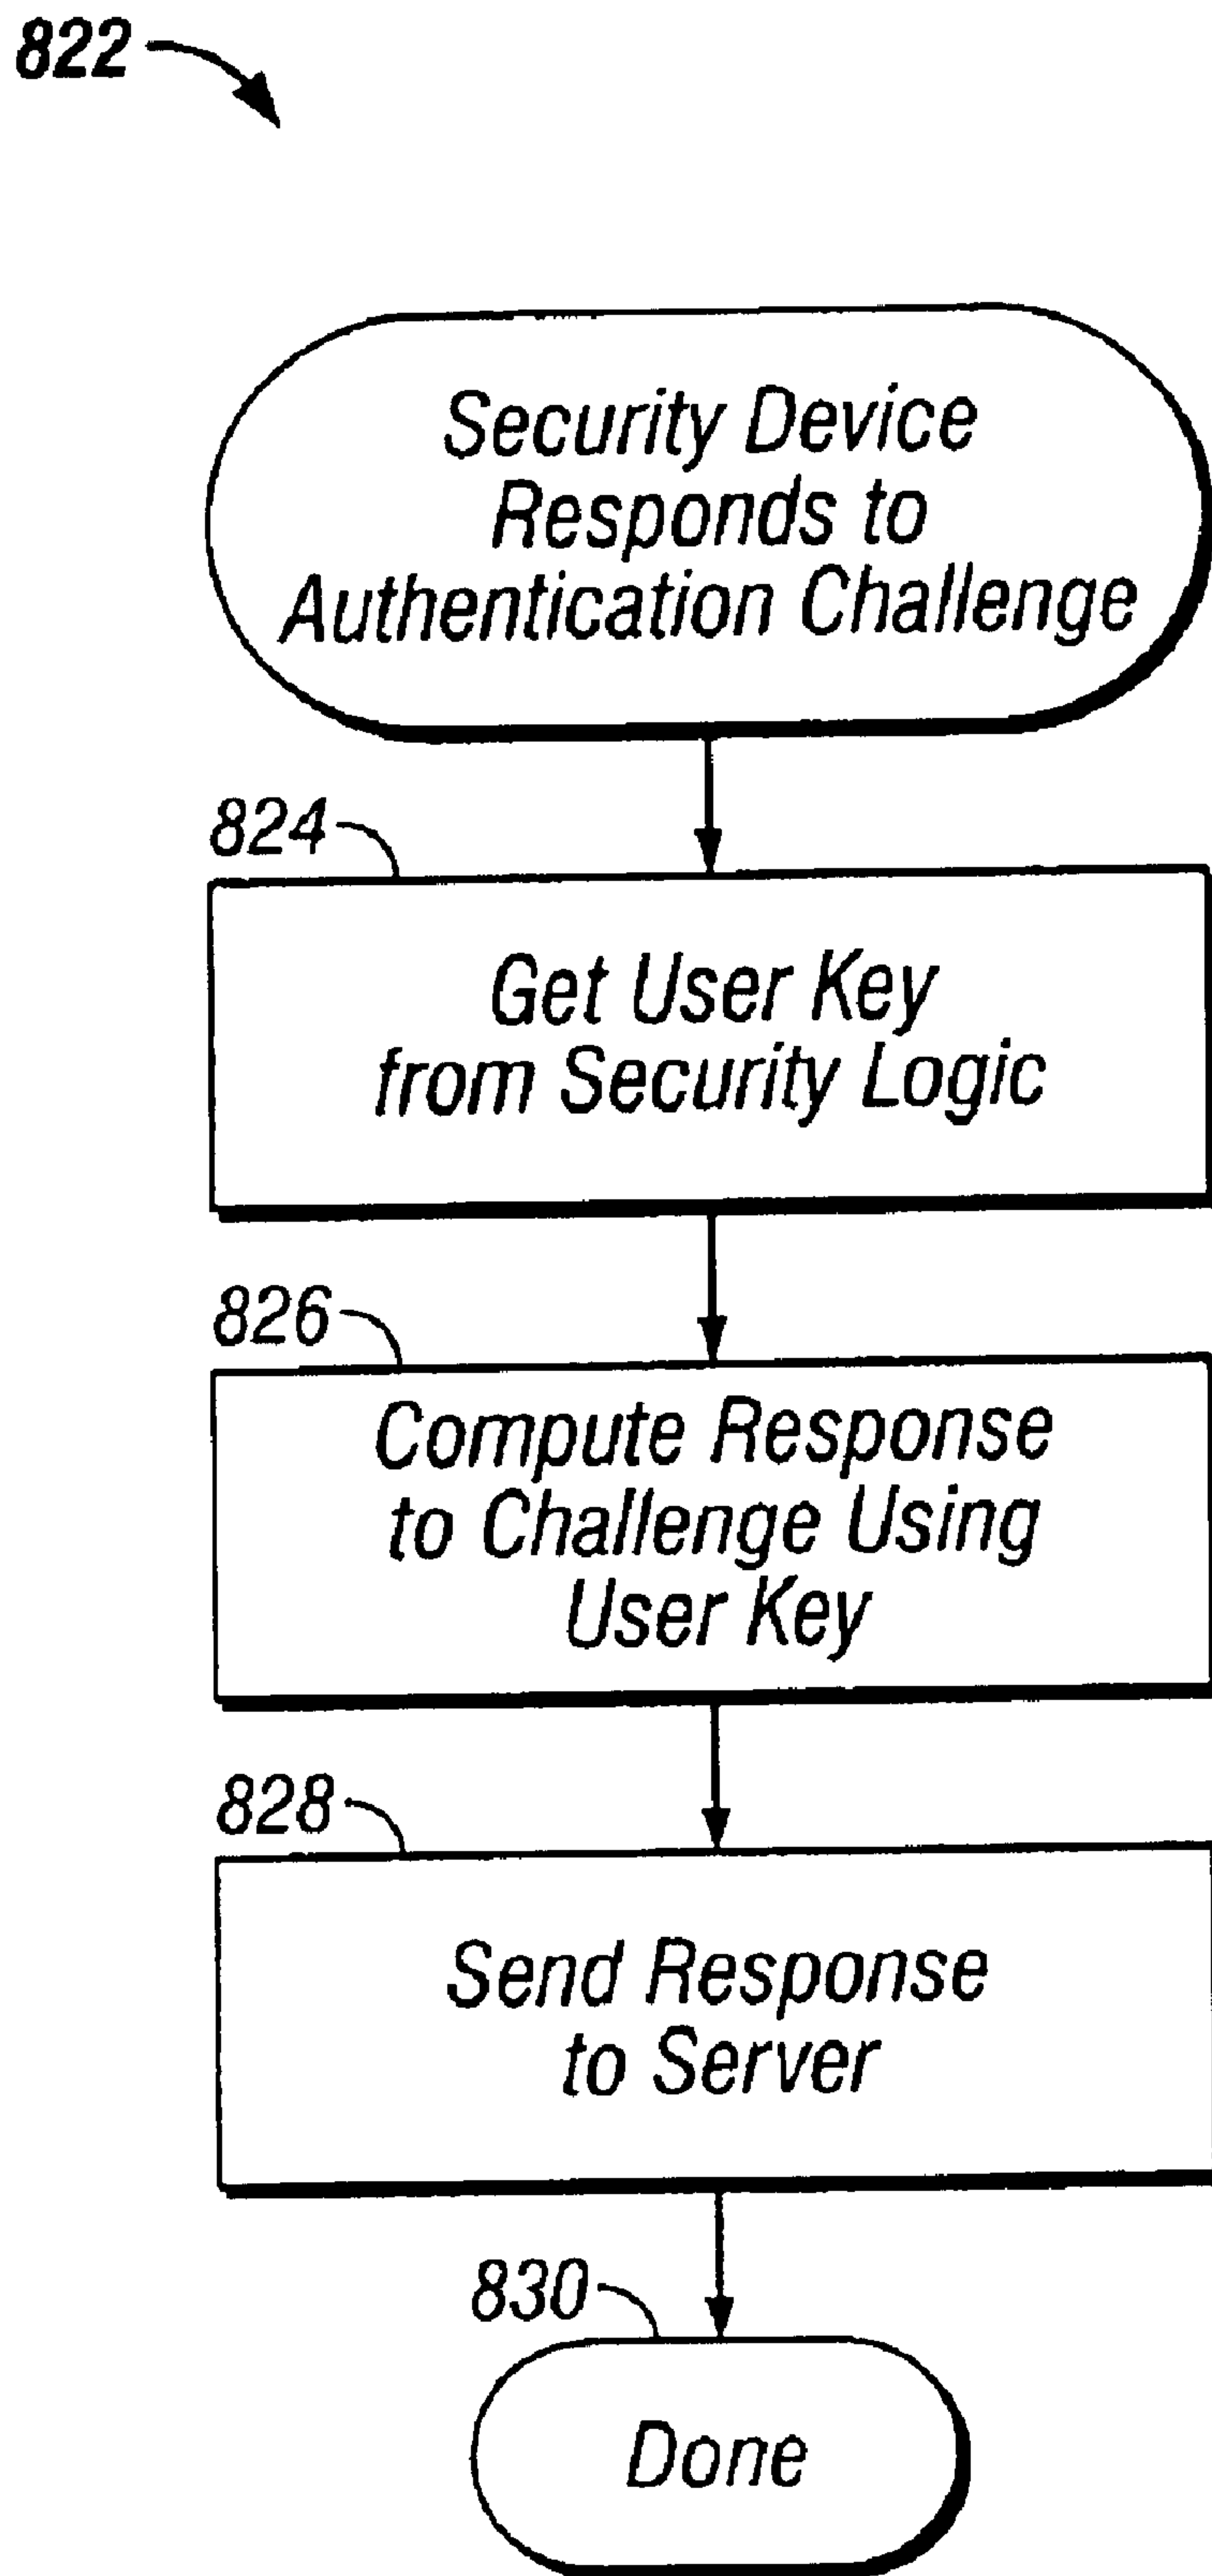 822
Security Device
Responds to
Authentication Challenge
824
Get User Key
from Security Logic
826
Compute Response
to Challenge Using
User Key
828
Send Response
to Server
830
Done